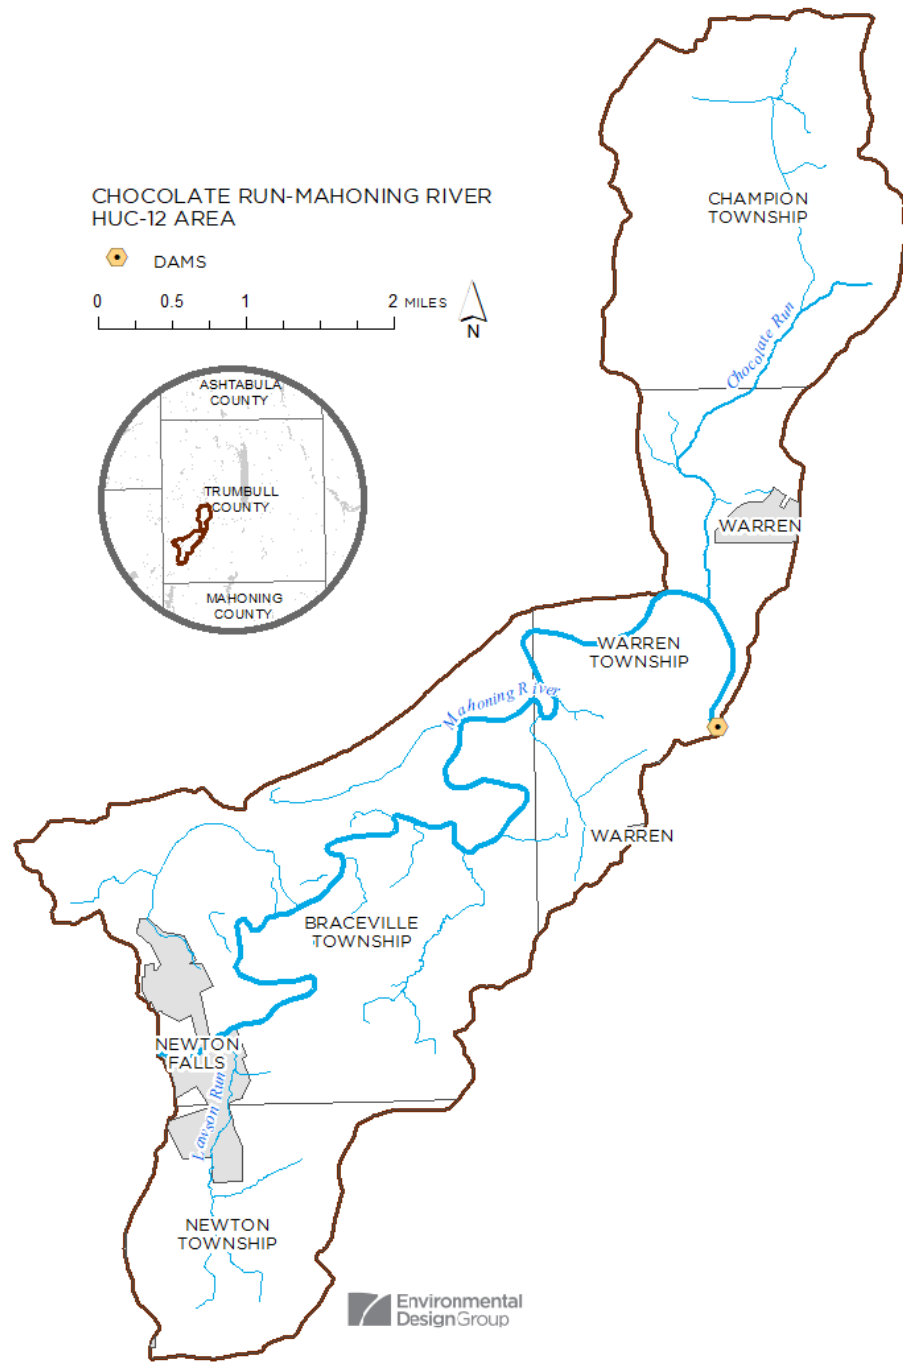 CHOCOLATE RUN-MAHONING RIVER
HUC-12 AREA
DAMS
0 0.5 1 2 MILES
N
ASHTABULA
COUNTY
TRUMBULL
COUNTY
MAHONING
COUNTY
CHAMPION
TOWNSHIP
Chocolate Run
WARREN
WARREN
TOWNSHIP
Mahoning River
WARREN
BRACEVILLE
TOWNSHIP
NEWTON
FALLS
Lawson Run
NEWTON
TOWNSHIP
Environmental
DesignGroup